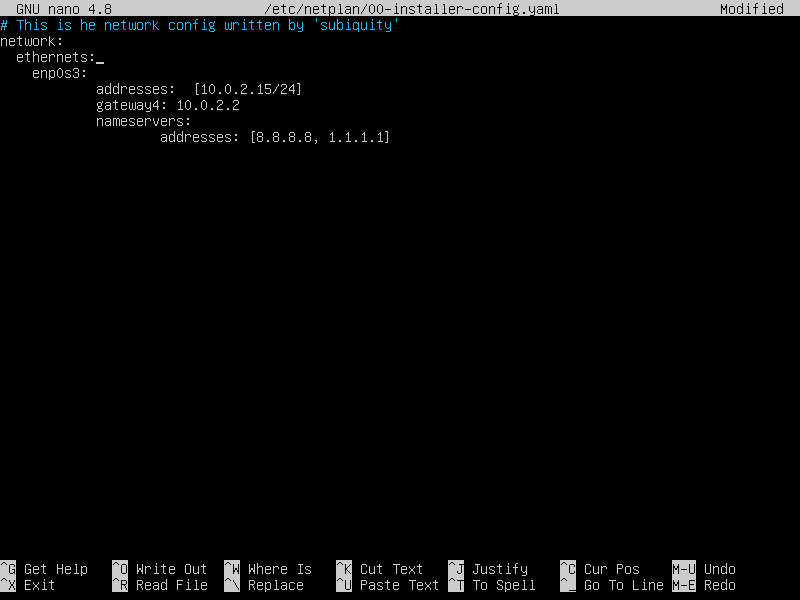 GNU nano 4.8 /etc/netplan/00-installer-config.yaml Modified
# This is he network config written by 'subiquity'
network:
  ethernets:_
    enp0s3:
            addresses:  [10.0.2.15/24]
            gateway4: 10.0.2.2
            nameservers:
                    addresses: [8.8.8.8, 1.1.1.1]
^G Get Help ^O Write Out ^W Where Is ^K Cut Text ^J Justify ^C Cur Pos M-U Undo
^X Exit ^R Read File ^\ Replace ^U Paste Text ^T To Spell ^_ Go To Line M-E Redo